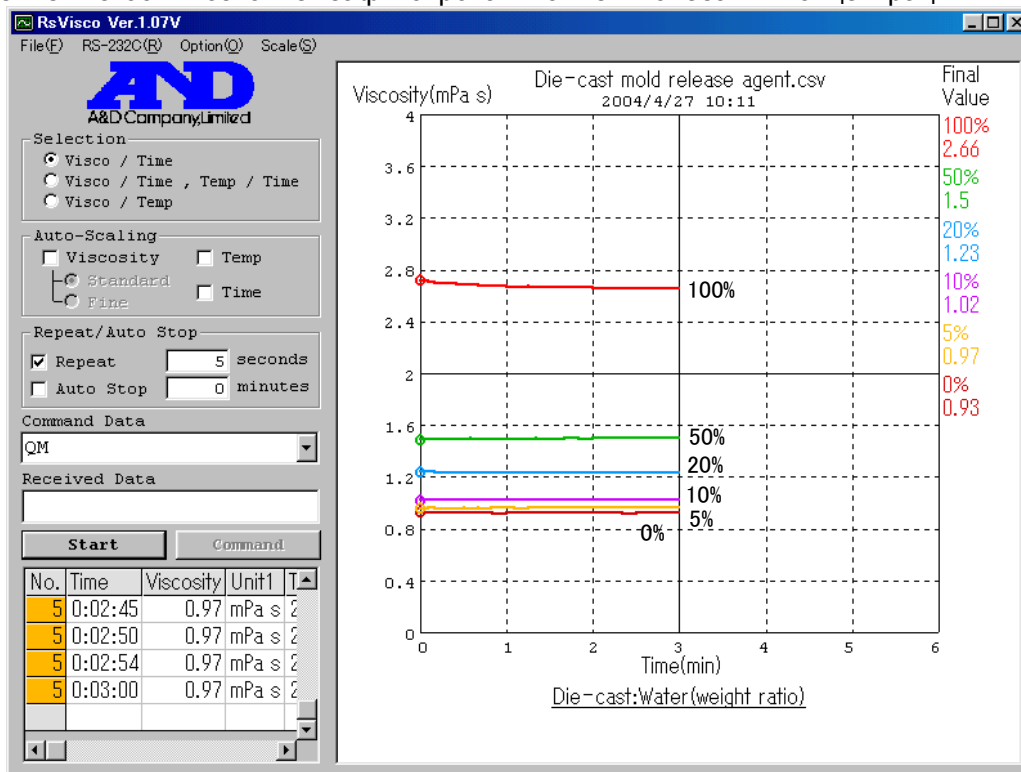 RsVisco Ver.1.07V
File(F) RS-232C(R) Option(O) Scale(S)
AND
A&D Company,Limited
Selection
Visco / Time
Visco / Time , Temp / Time
Visco / Temp
Auto-Scaling
Viscosity Temp
Standard
Fine
Time
Repeat/Auto Stop
Repeat 5 seconds
Auto Stop 0 minutes
Command Data
QM
Received Data
Start Command
No. Time Viscosity Unit1 T
5 0:02:45 0.97 mPa s 2
5 0:02:50 0.97 mPa s 2
5 0:02:54 0.97 mPa s 2
5 0:03:00 0.97 mPa s 2
Die-cast mold release agent.csv
2004/4/27 10:11
Viscosity(mPa s)
4
3.6
3.2
2.8
2.4
2
1.6
1.2
0.8
0.4
0
100%
50%
20%
10%
5%
0%
0 1 2 3 4 5 6
Time(min)
Die-cast:Water(weight ratio)
Final
Value
100%
2.66
50%
1.5
20%
1.23
10%
1.02
5%
0.97
0%
0.93